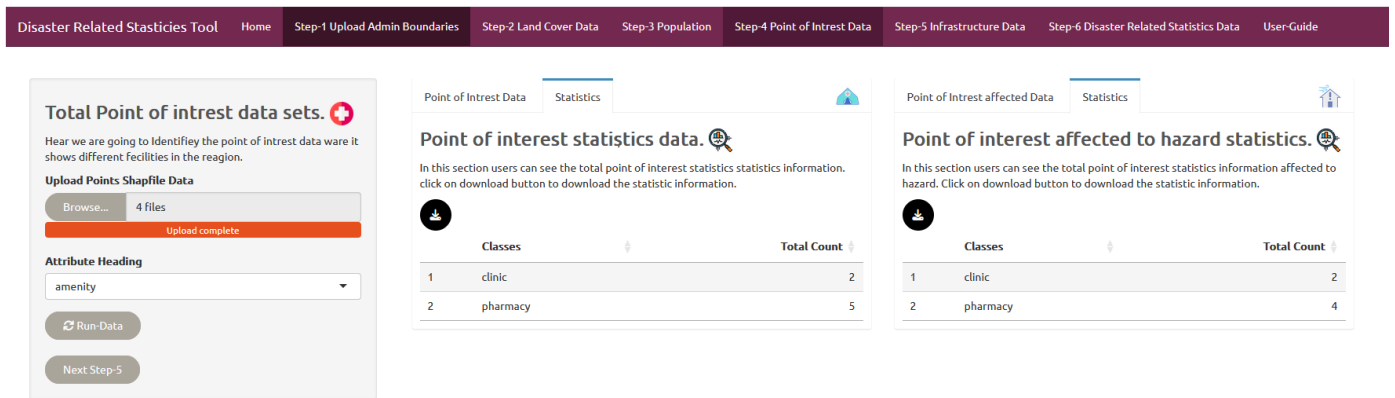 Disaster Related Stasticies Tool Home Step-1 Upload Admin Boundaries Step-2 Land Cover Data Step-3 Population Step-4 Point of Intrest Data Step-5 Infrastructure Data Step-6 Disaster Related Statistics Data User-Guide
Total Point of intrest data sets.
Hear we are going to Identifiey the point of intrest data ware it
shows different fecilities in the reagion.
Upload Points Shapfile Data
Browse... 4 files
Upload complete
Attribute Heading
amenity
Run-Data
Next Step-5
Point of Intrest Data Statistics
Point of interest statistics data.
In this section users can see the total point of interest statistics statistics information.
click on download button to download the statistic information.
Classes Total Count
1 clinic 2
2 pharmacy 5
Point of Intrest affected Data Statistics
Point of interest affected to hazard statistics.
In this section users can see the total point of interest statistics information affected to
hazard. Click on download button to download the statistic information.
Classes Total Count
1 clinic 2
2 pharmacy 4